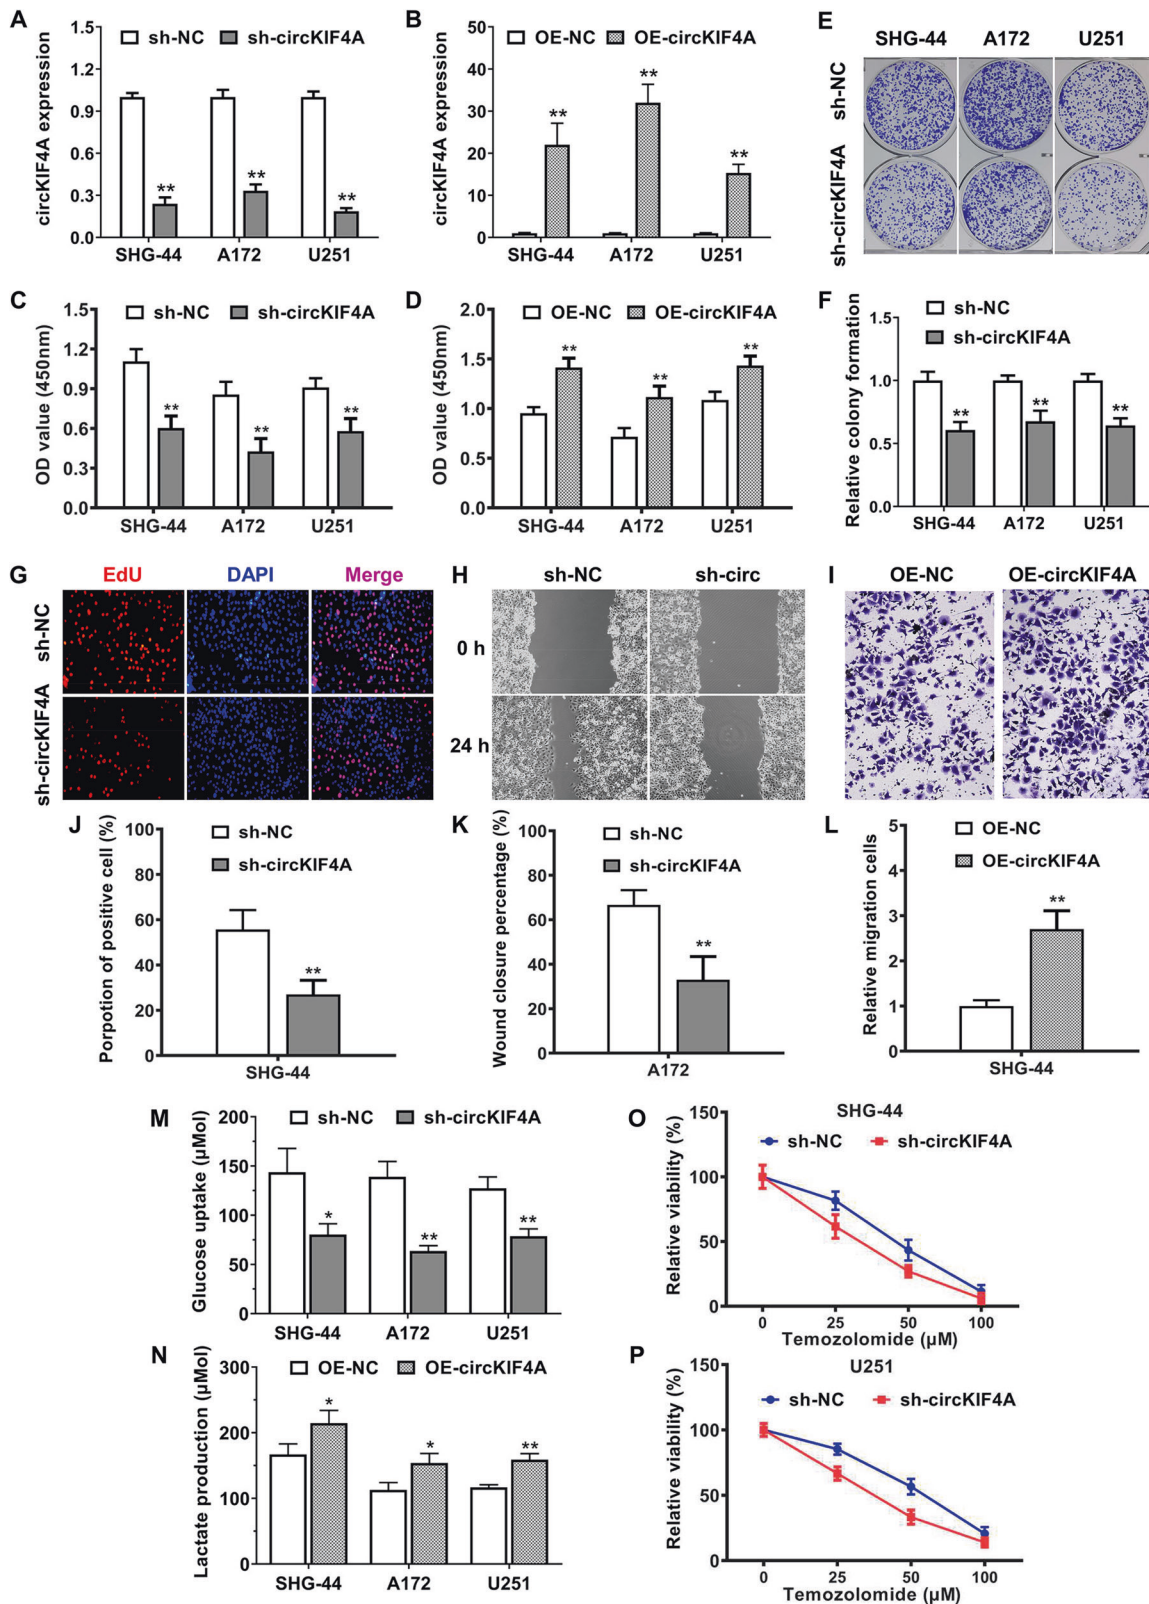 A
1.5
1.2
0.9
0.6
0.3
0.0
circKIF4A expression
sh-NC
sh-circKIF4A
**
**
**
SHG-44
A172
U251
B
50
40
30
20
10
0
circKIF4A expression
OE-NC
OE-circKIF4A
**
**
**
SHG-44
A172
U251
E
SHG-44
A172
U251
sh-NC
sh-circKIF4A
C
1.5
1.2
0.9
0.6
0.3
0.0
OD value (450nm)
sh-NC
sh-circKIF4A
**
**
**
SHG-44
A172
U251
D
2.0
1.5
1.0
0.5
0.0
OD value (450nm)
OE-NC
OE-circKIF4A
**
**
**
SHG-44
A172
U251
F
1.5
1.0
0.5
0.0
Relative colony formation
sh-NC
sh-circKIF4A
**
**
**
SHG-44
A172
U251
G
EdU
DAPI
Merge
sh-NC
sh-circKIF4A
H
sh-NC
sh-circ
0 h
24 h
I
OE-NC
OE-circKIF4A
J
100
80
60
40
20
0
Porpotion of positive cell (%)
sh-NC
sh-circKIF4A
**
SHG-44
K
100
80
60
40
20
0
Wound closure percentage (%)
sh-NC
sh-circKIF4A
**
A172
L
5
4
3
2
1
0
Relative migration cells
OE-NC
OE-circKIF4A
**
SHG-44
M
200
150
100
50
0
Glucose uptake (μMol)
sh-NC
sh-circKIF4A
*
**
**
SHG-44
A172
U251
O
SHG-44
150
100
50
0
Relative viability (%)
sh-NC
sh-circKIF4A
0
25
50
100
Temozolomide (μM)
N
300
200
100
0
Lactate production (μMol)
OE-NC
OE-circKIF4A
*
*
**
SHG-44
A172
U251
P
U251
150
100
50
0
Relative viability (%)
sh-NC
sh-circKIF4A
0
25
50
100
Temozolomide (μM)